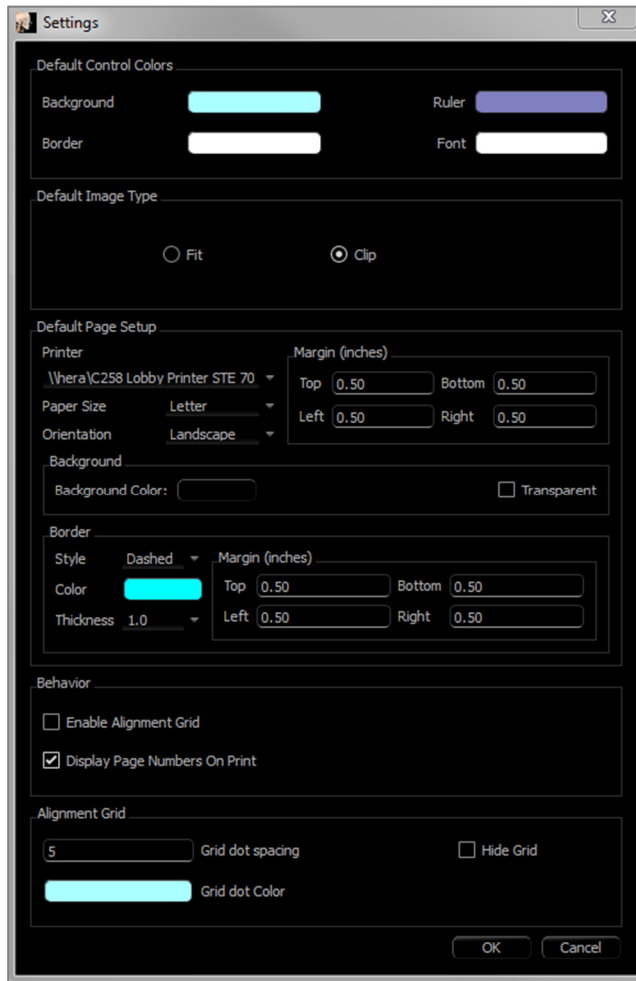 Settings
Default Control Colors
Background Ruler
Border Font
Default Image Type
Fit Clip
Default Page Setup
Printer Margin (inches)
\\hera\C258 Lobby Printer STE 70 Top 0.50 Bottom 0.50
Paper Size Letter Left 0.50 Right 0.50
Orientation Landscape
Background
Background Color: Transparent
Border
Style Dashed Margin (inches)
Color Top 0.50 Bottom 0.50
Thickness 1.0 Left 0.50 Right 0.50
Behavior
Enable Alignment Grid
Display Page Numbers On Print
Alignment Grid
5 Grid dot spacing Hide Grid
Grid dot Color
OK Cancel